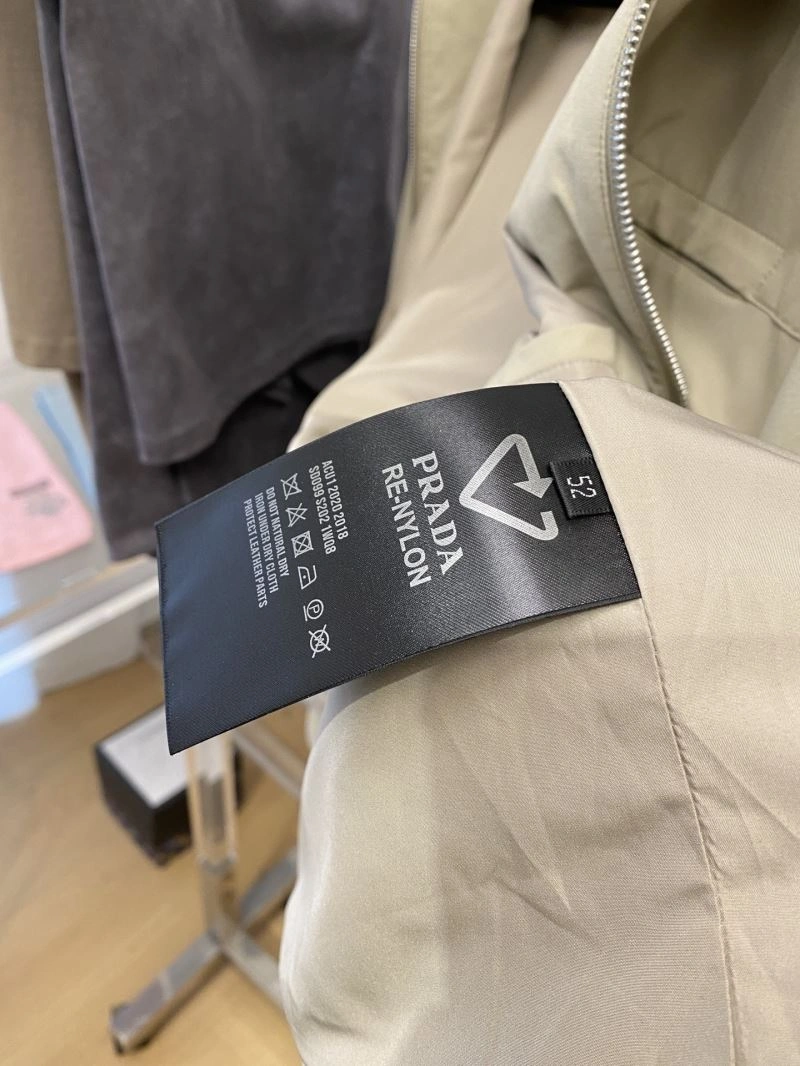 52
PRADA
RE-NYLON
ACU1 2020 2018
SD099 S202 1WQ8
DO NOT NATURAL DRY
IRON UNDER DRY CLOTH
PROTECT LEATHER PARTS